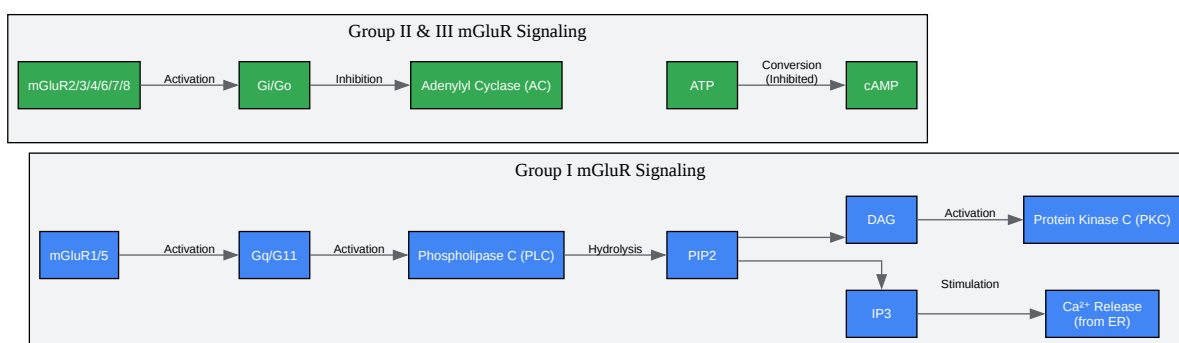 Group II & III mGluR Signaling
mGluR2/3/4/6/7/8
Activation
Gi/Go
Inhibition
Adenylyl Cyclase (AC)
ATP
Conversion
(Inhibited)
cAMP
Group I mGluR Signaling
mGluR1/5
Activation
Gq/G11
Activation
Phospholipase C (PLC)
Hydrolysis
PIP2
DAG
Activation
Protein Kinase C (PKC)
IP3
Stimulation
Ca²⁺ Release
(from ER)